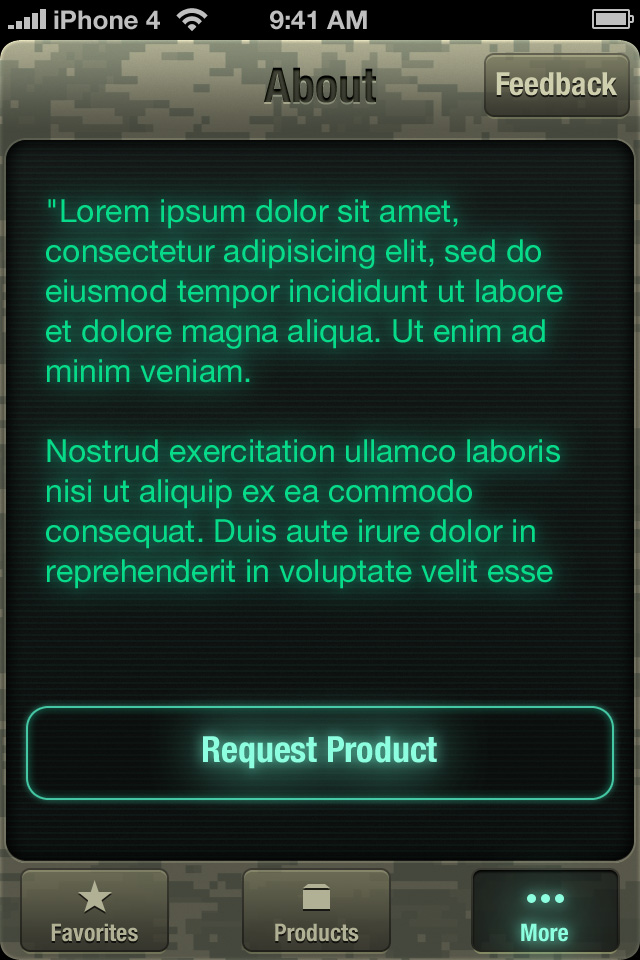 iPhone 4 9:41 AM
About
Feedback
"Lorem ipsum dolor sit amet,
consectetur adipisicing elit, sed do
eiusmod tempor incididunt ut labore
et dolore magna aliqua. Ut enim ad
minim veniam.
Nostrud exercitation ullamco laboris
nisi ut aliquip ex ea commodo
consequat. Duis aute irure dolor in
reprehenderit in voluptate velit esse
Request Product
Favorites
Products
More